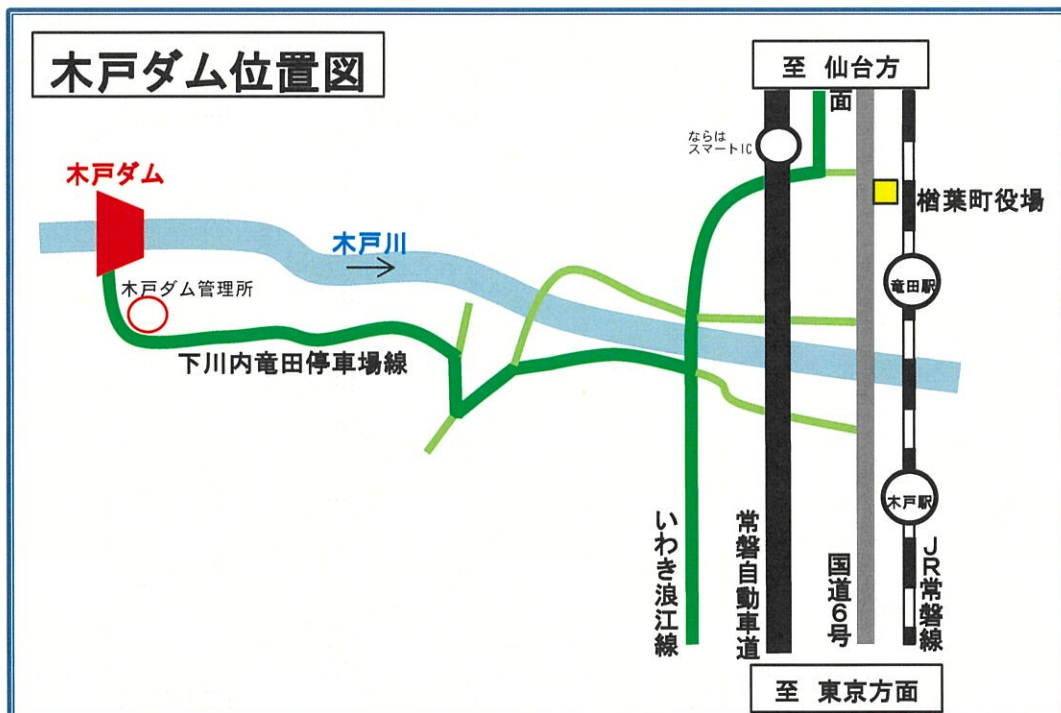 木戸ダム位置図
至 仙台方
面
ならは
スマートIC
木戸ダム
楢葉町役場
木戸川
竜田駅
木戸ダム管理所
下川内竜田停車場線
木戸駅
いわき浪江線
常磐自動車道
国道6号
JR常磐線
至 東京方面